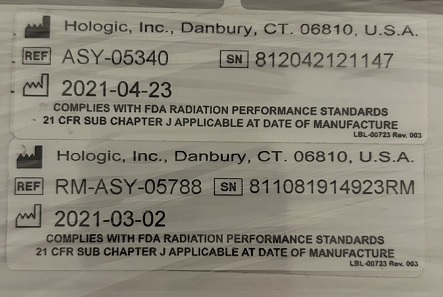 Hologic, Inc., Danbury, CT. 06810, U.S.A.
REF ASY-05340 SN 812042121147
2021-04-23
COMPLIES WITH FDA RADIATION PERFORMANCE STANDARDS
21 CFR SUB CHAPTER J APPLICABLE AT DATE OF MANUFACTURE
LBL-00723 Rev. 003
Hologic, Inc., Danbury, CT. 06810, U.S.A.
REF RM-ASY-05788 SN 811081914923RM
2021-03-02
COMPLIES WITH FDA RADIATION PERFORMANCE STANDARDS
21 CFR SUB CHAPTER J APPLICABLE AT DATE OF MANUFACTURE
LBL-00723 Rev. 003